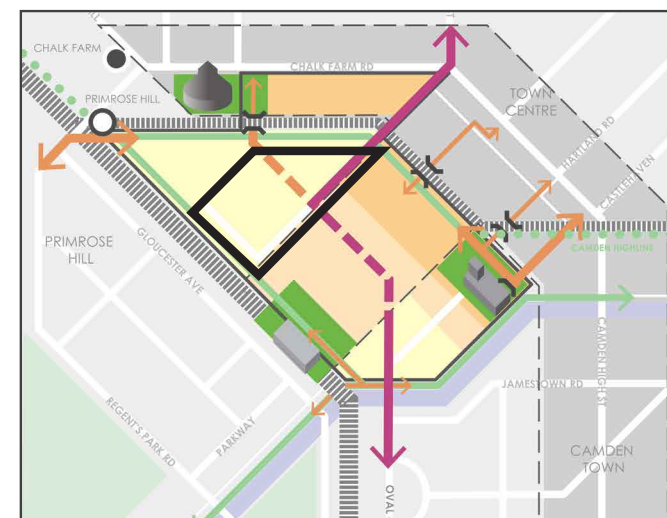 CHALK FARM
CHALK FARM RD
PRIMROSE HILL
TOWN
CENTRE
HARTLAND RD
CASTLEHAVEN
PRIMROSE
HILL
GLOUCESTER AVE
CAMDEN HIGHLINE
CAMDEN HIGH ST
JAMESTOWN RD
REGENT'S PARK RD
PARKWAY
CAMDEN
TOWN
OVAL